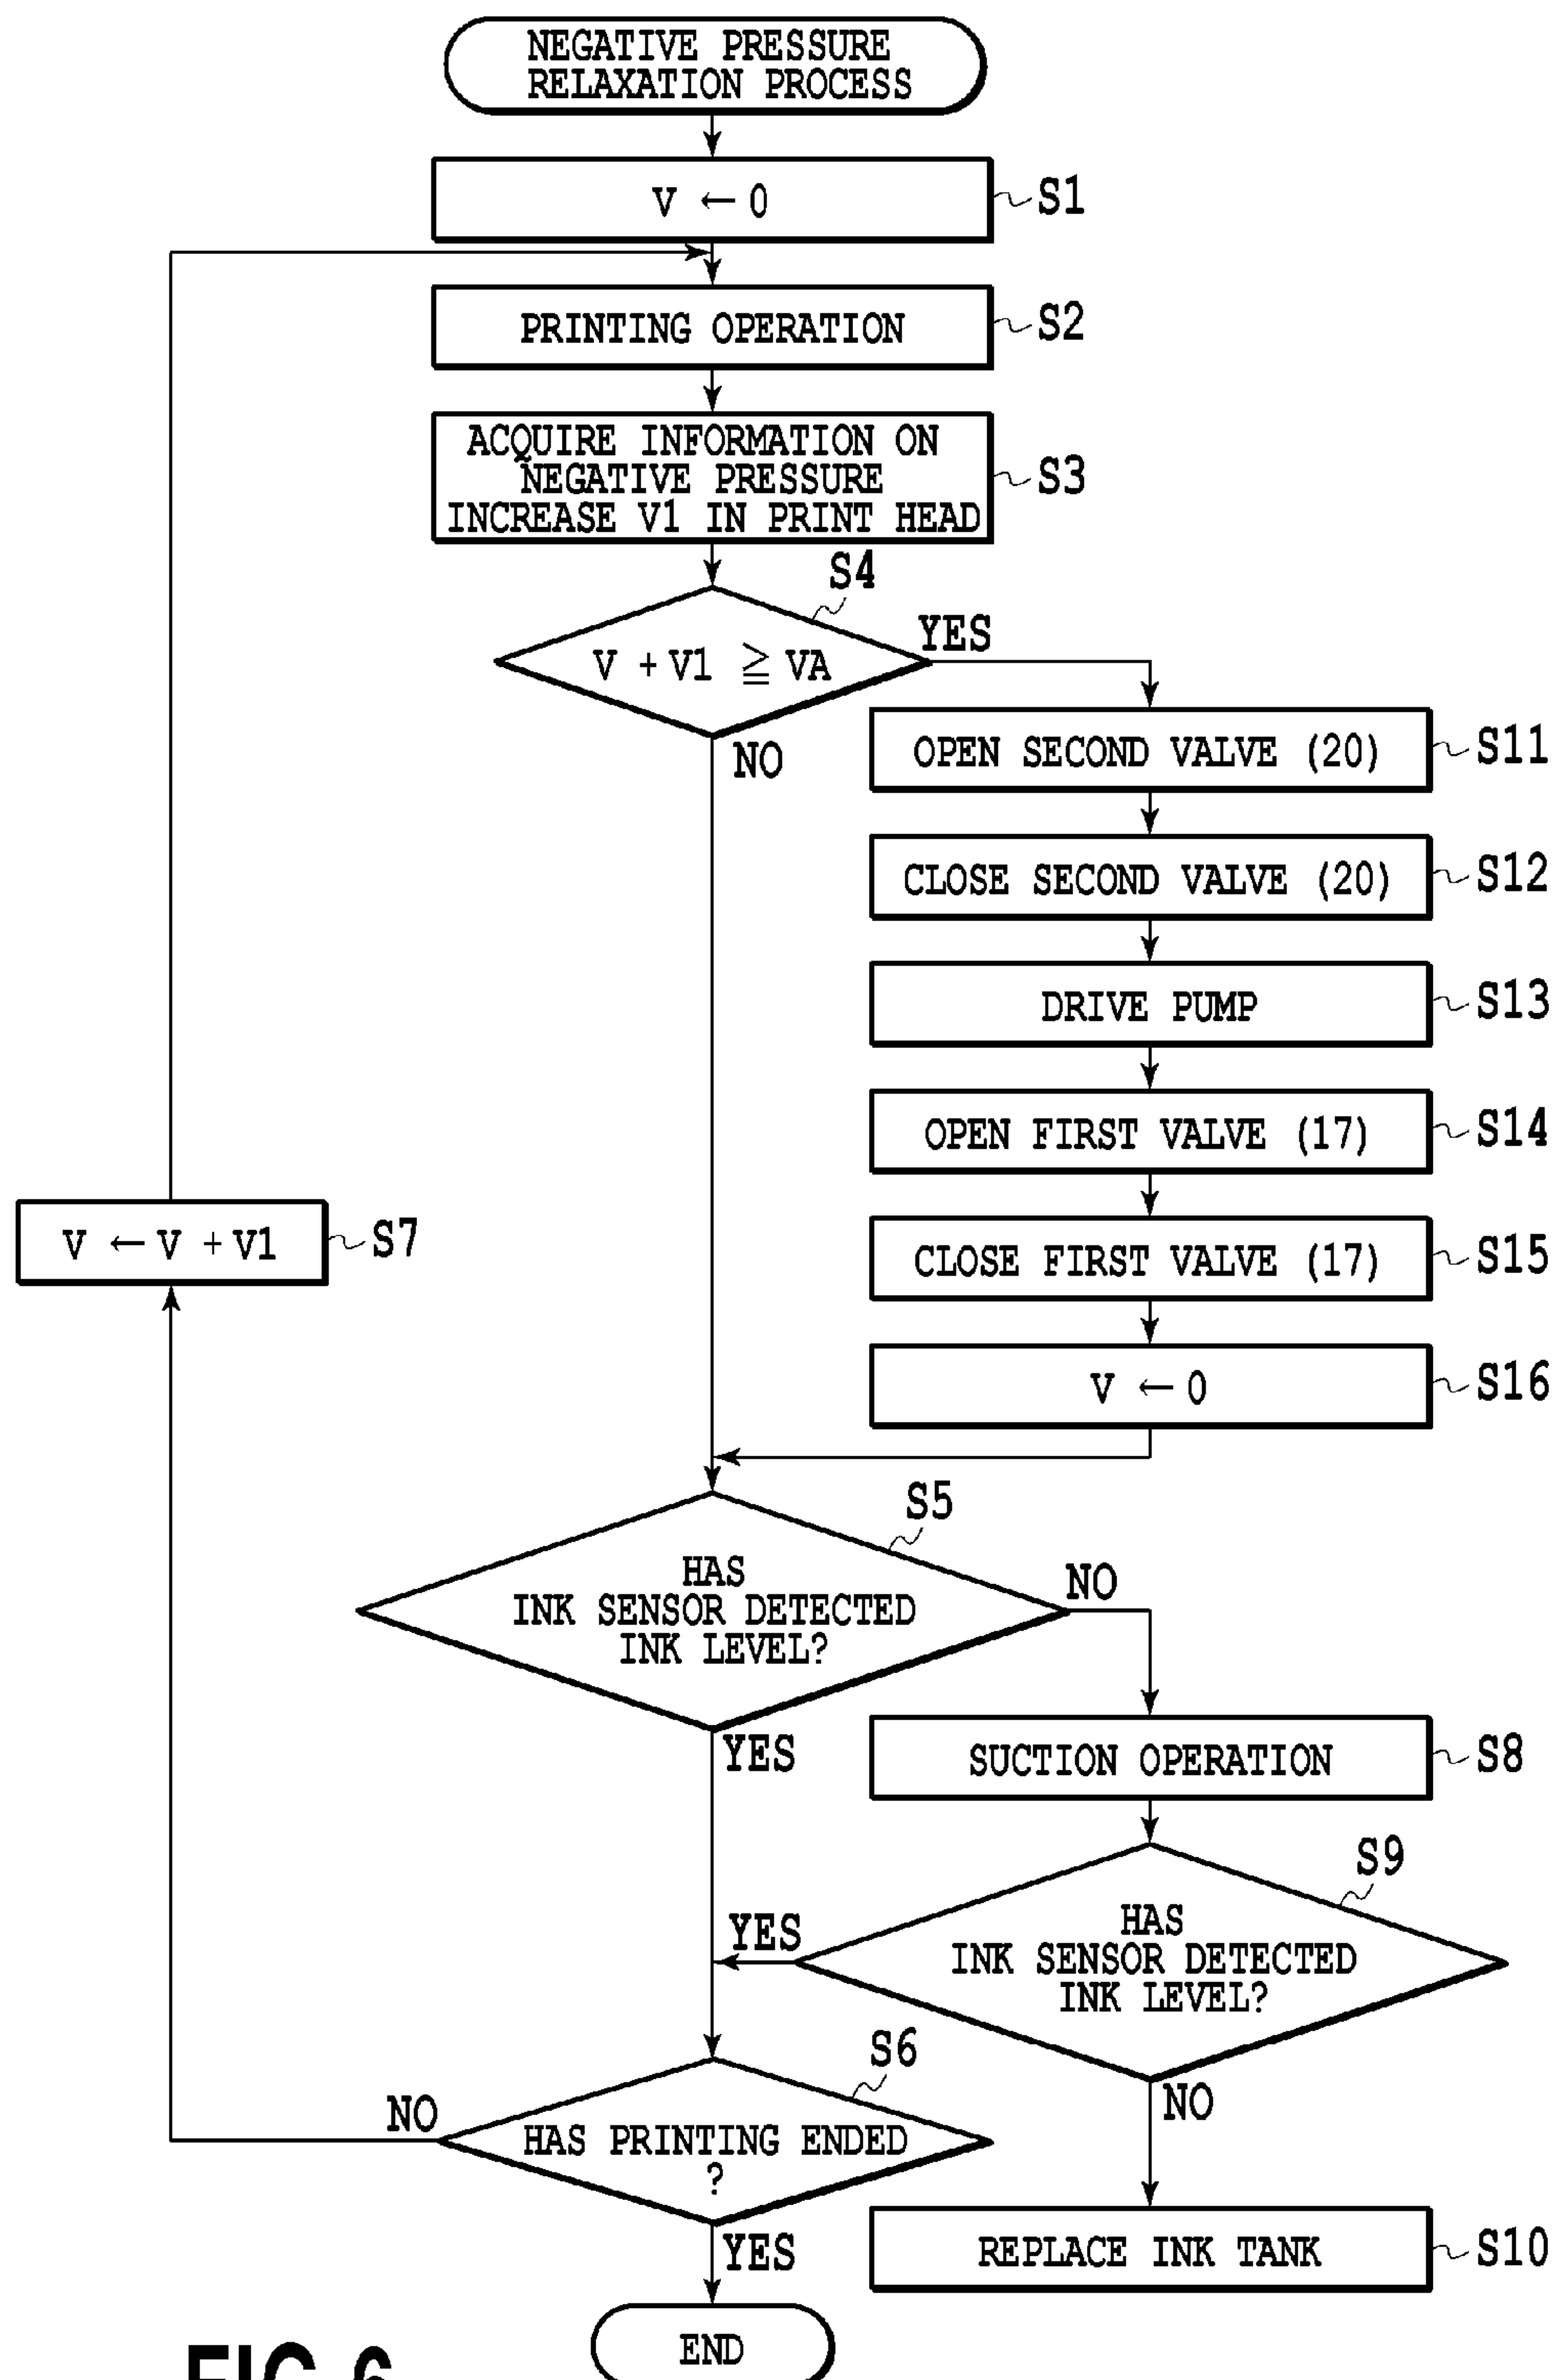 NEGATIVE PRESSURE
RELAXATION PROCESS
V ← 0
S1
PRINTING OPERATION
S2
ACQUIRE INFORMATION ON
NEGATIVE PRESSURE
INCREASE V1 IN PRINT HEAD
S3
S4
V + V1 ≧ VA
YES
NO
OPEN SECOND VALVE (20)
S11
CLOSE SECOND VALVE (20)
S12
DRIVE PUMP
S13
OPEN FIRST VALVE (17)
S14
CLOSE FIRST VALVE (17)
S15
V ← 0
S16
V ← V + V1
S7
S5
HAS
INK SENSOR DETECTED
INK LEVEL?
NO
YES
SUCTION OPERATION
S8
S9
HAS
INK SENSOR DETECTED
INK LEVEL?
YES
NO
S6
HAS PRINTING ENDED
?
NO
YES
REPLACE INK TANK
S10
END
FIG.6